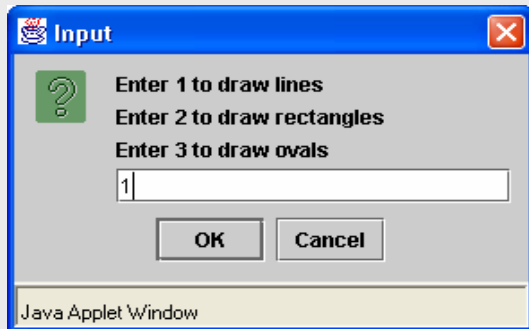 Input
Enter 1 to draw lines
Enter 2 to draw rectangles
Enter 3 to draw ovals
1
OK Cancel
Java Applet Window